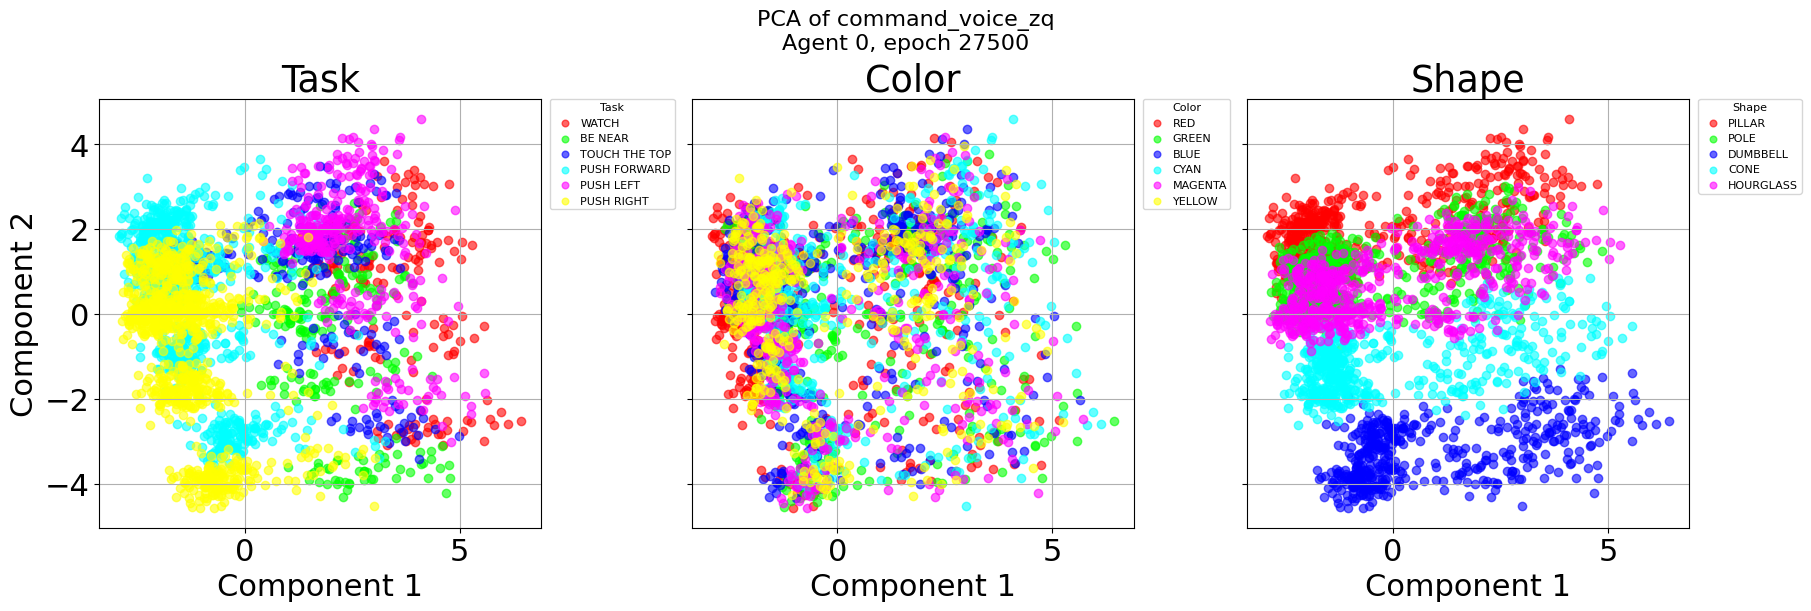 PCA of command_voice_zq
Agent 0, epoch 27500
Task
Color
Shape
Task
WATCH
BE NEAR
TOUCH THE TOP
PUSH FORWARD
PUSH LEFT
PUSH RIGHT
Color
RED
GREEN
BLUE
CYAN
MAGENTA
YELLOW
Shape
PILLAR
POLE
DUMBBELL
CONE
HOURGLASS
Component 2
4
2
0
−2
−4
0 5
0 5
0 5
Component 1
Component 1
Component 1